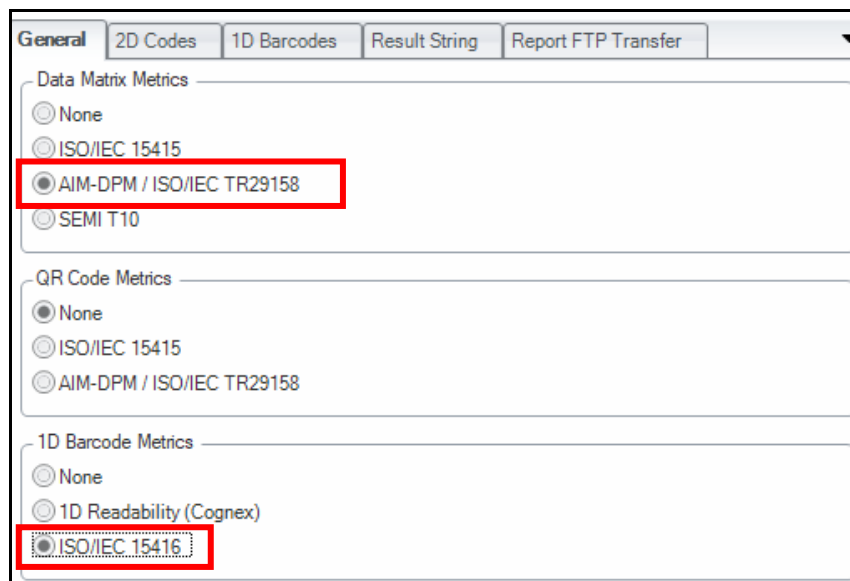 General 2D Codes 1D Barcodes Result String Report FTP Transfer
Data Matrix Metrics
None
ISO/IEC 15415
AIM-DPM / ISO/IEC TR29158
SEMI T10
QR Code Metrics
None
ISO/IEC 15415
AIM-DPM / ISO/IEC TR29158
1D Barcode Metrics
None
1D Readability (Cognex)
ISO/IEC 15416